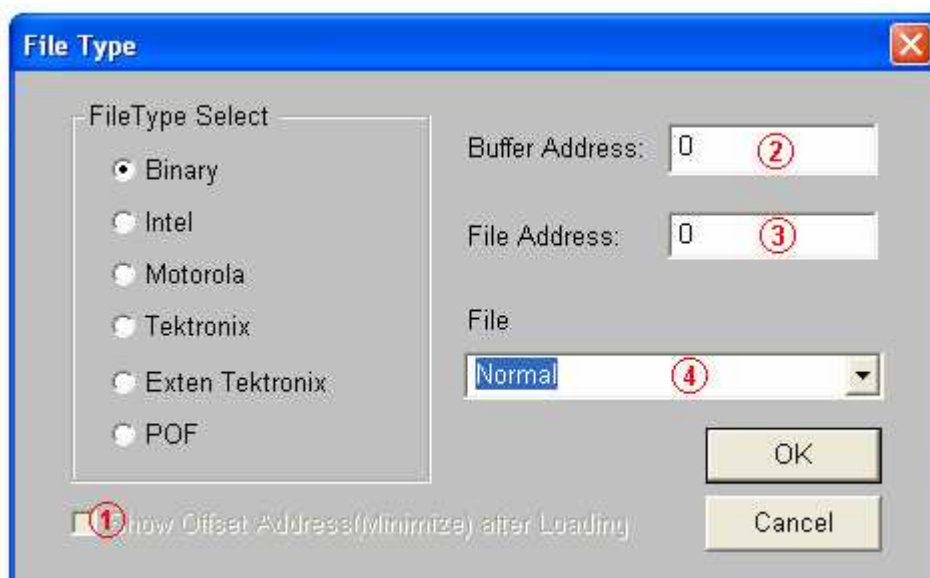 File Type
FileType Select
Binary
Intel
Motorola
Tektronix
Exten Tektronix
POF
Buffer Address: 0 ②
File Address: 0 ③
File
Normal ④
OK
① Show Offset Address(Minimize) after Loading
Cancel